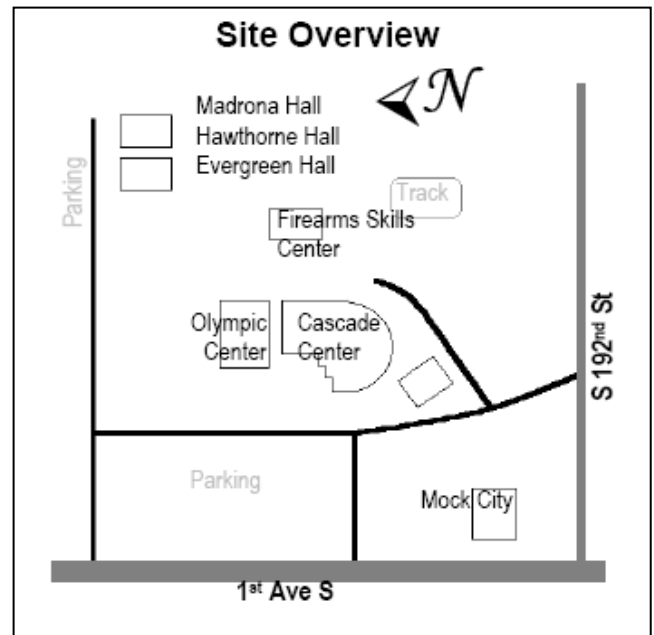 Site Overview
N
Madrona Hall
Hawthorne Hall
Evergreen Hall
Parking
Track
Firearms Skills
Center
Olympic
Center
Cascade
Center
S 192nd St
Parking
Mock City
1st Ave S